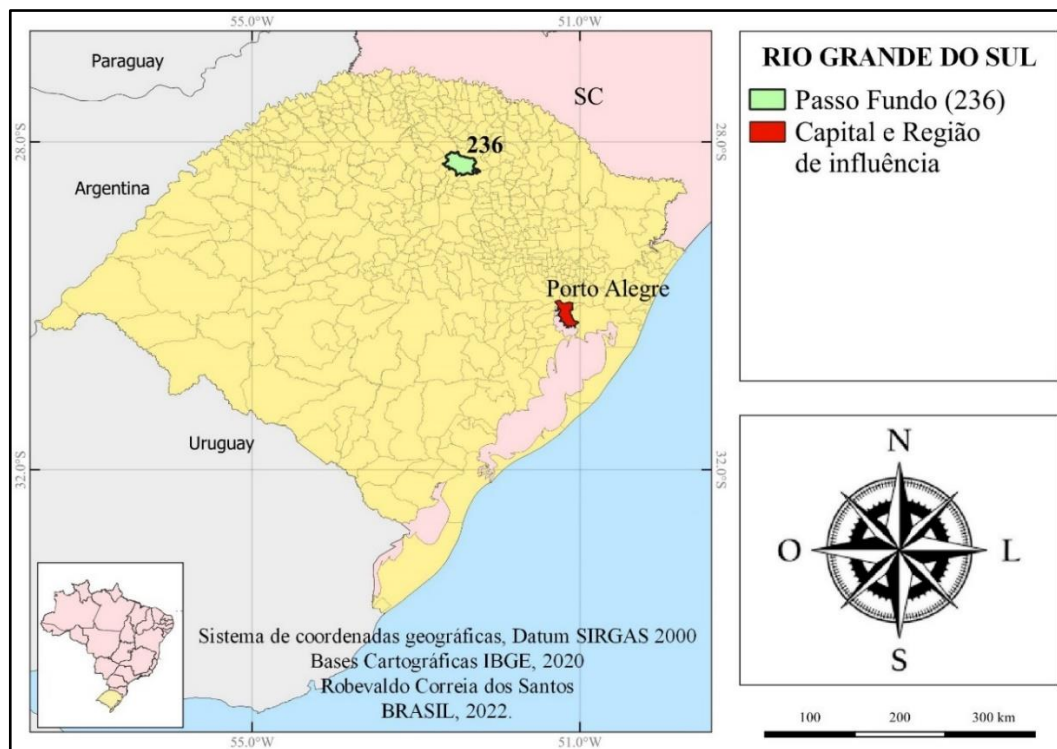 55.0°W
51.0°W
Paraguay
SC
28.0°S
28.0°S
236
Argentina
Porto Alegre
Uruguay
32.0°S
32.0°S
Sistema de coordenadas geográficas, Datum SIRGAS 2000
Bases Cartográficas IBGE, 2020
Robevaldo Correia dos Santos
BRASIL, 2022.
55.0°W
51.0°W
RIO GRANDE DO SUL
Passo Fundo (236)
Capital e Região
de influência
N
O
L
S
100
200
300 km